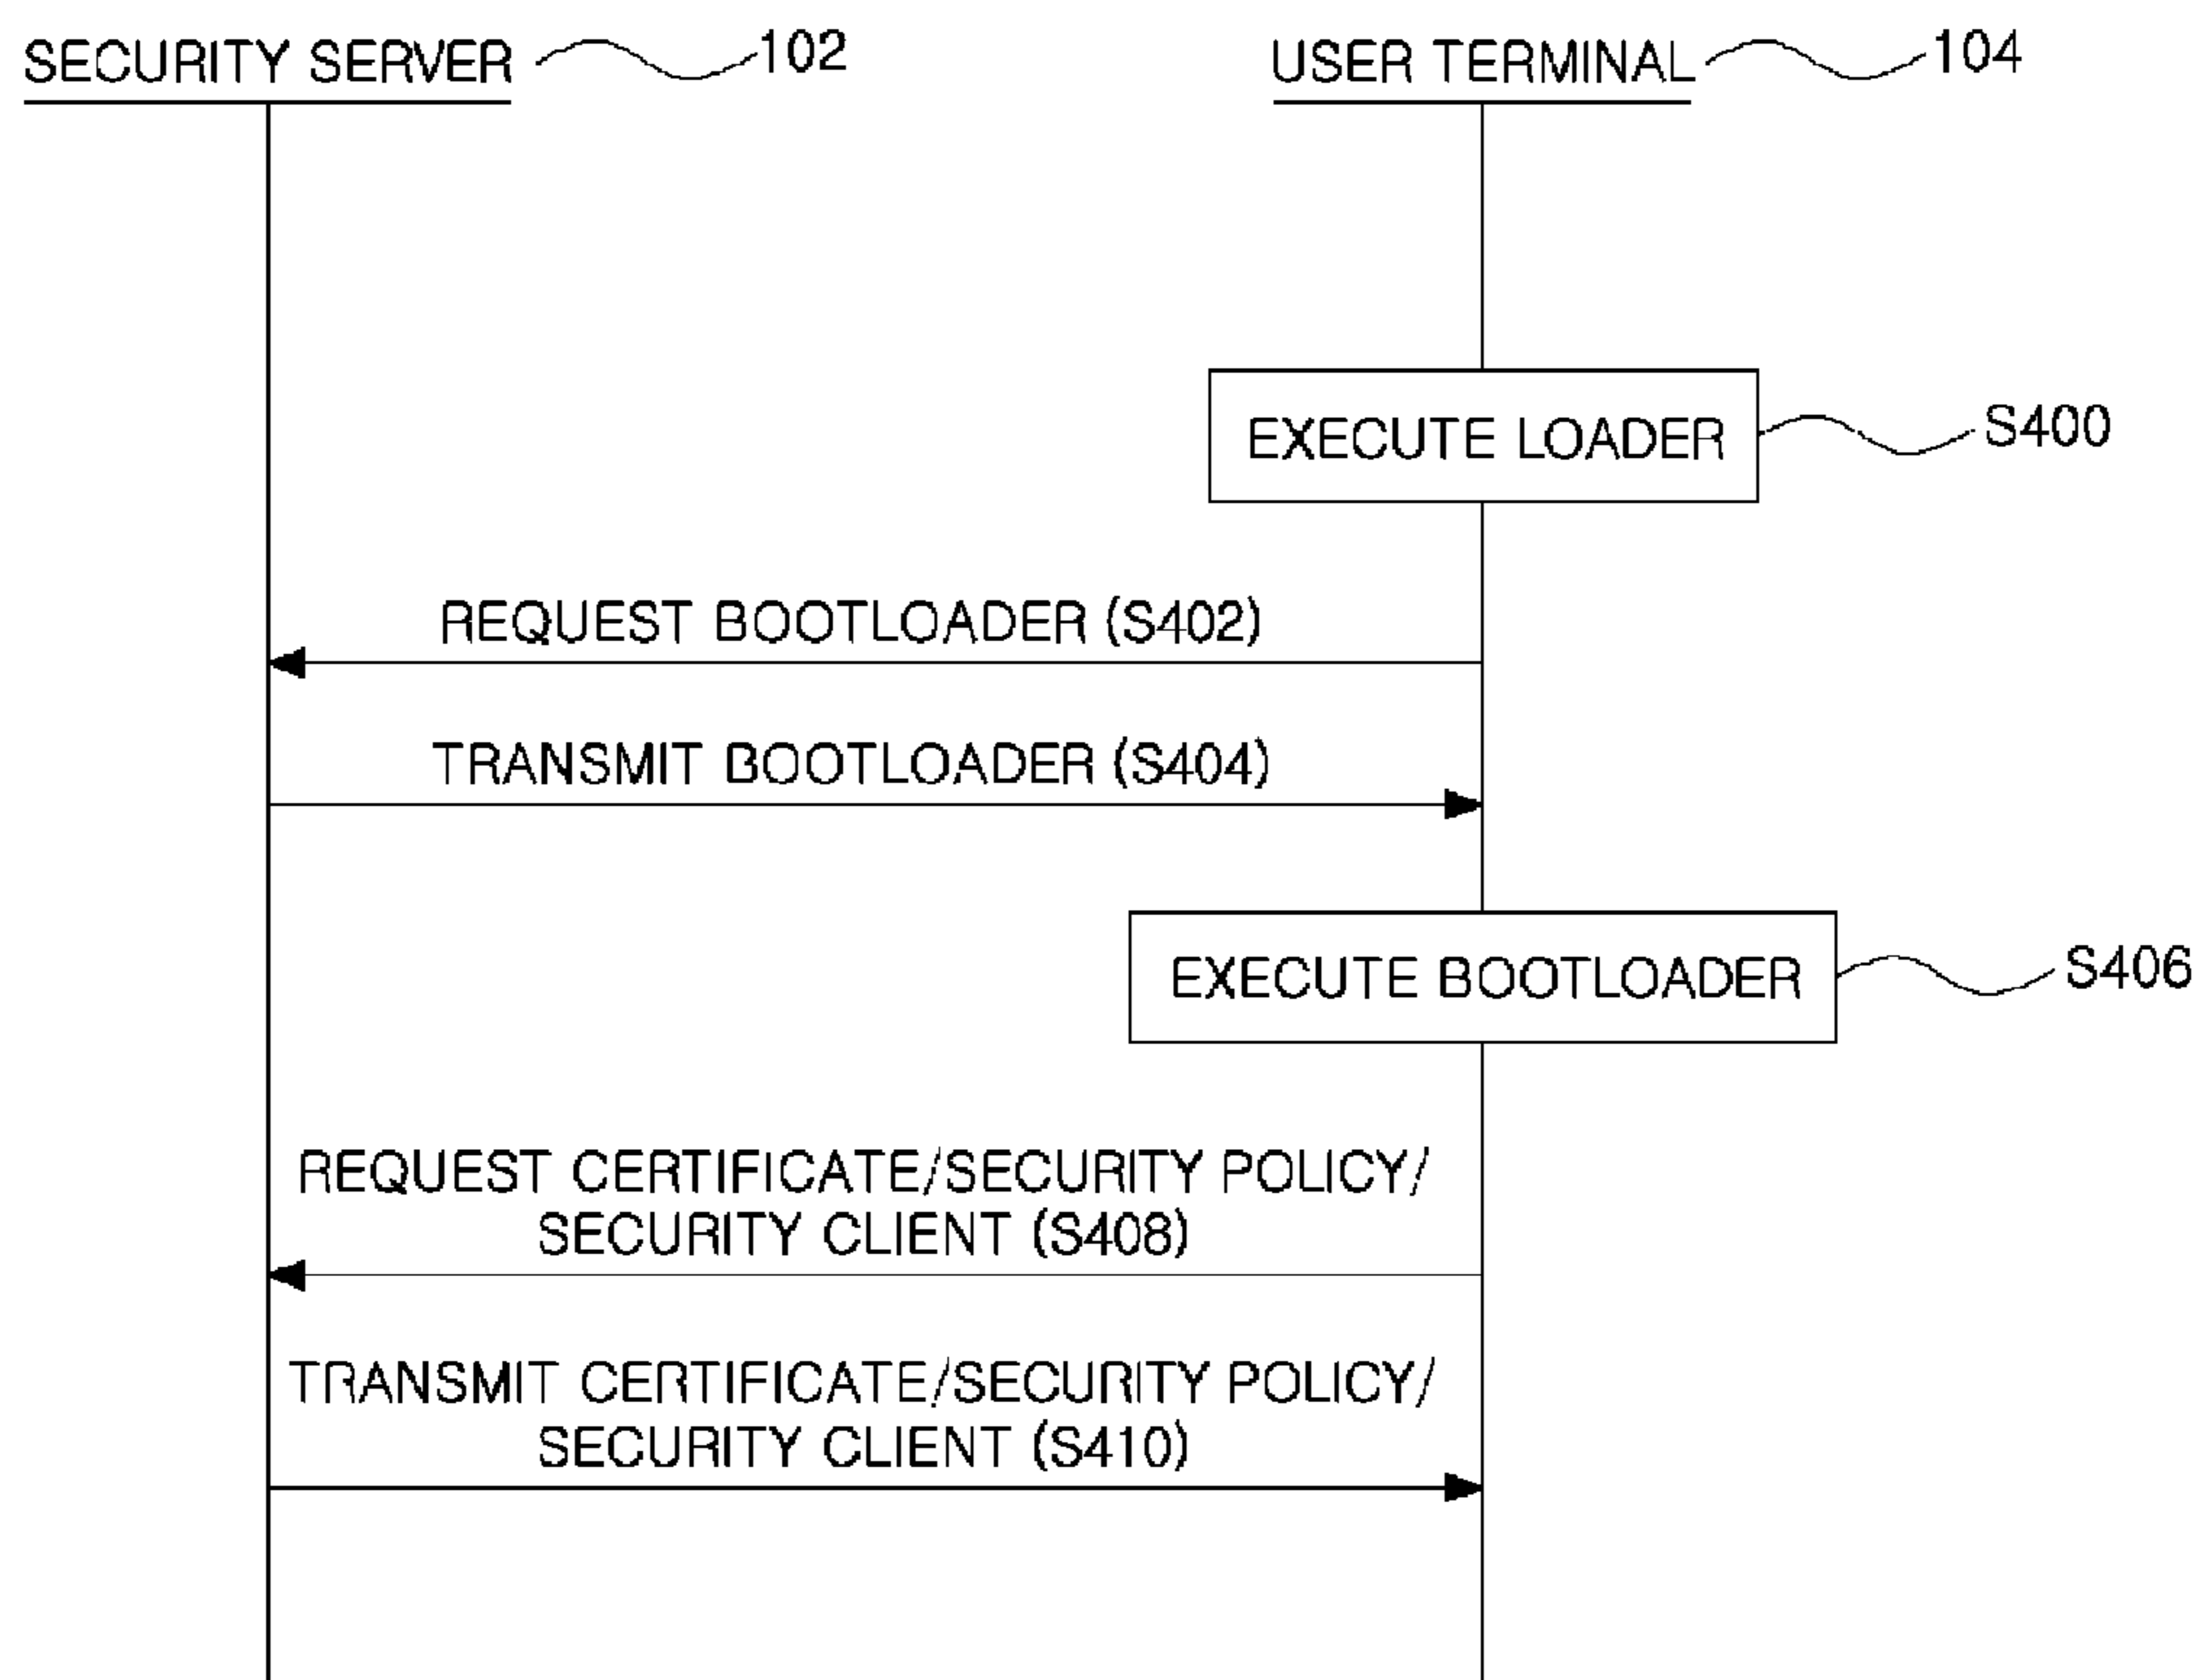 SECURITY SERVER 102
USER TERMINAL 104
EXECUTE LOADER S400
REQUEST BOOTLOADER (S402)
TRANSMIT BOOTLOADER (S404)
EXECUTE BOOTLOADER S406
REQUEST CERTIFICATE/SECURITY POLICY/
SECURITY CLIENT (S408)
TRANSMIT CERTIFICATE/SECURITY POLICY/
SECURITY CLIENT (S410)